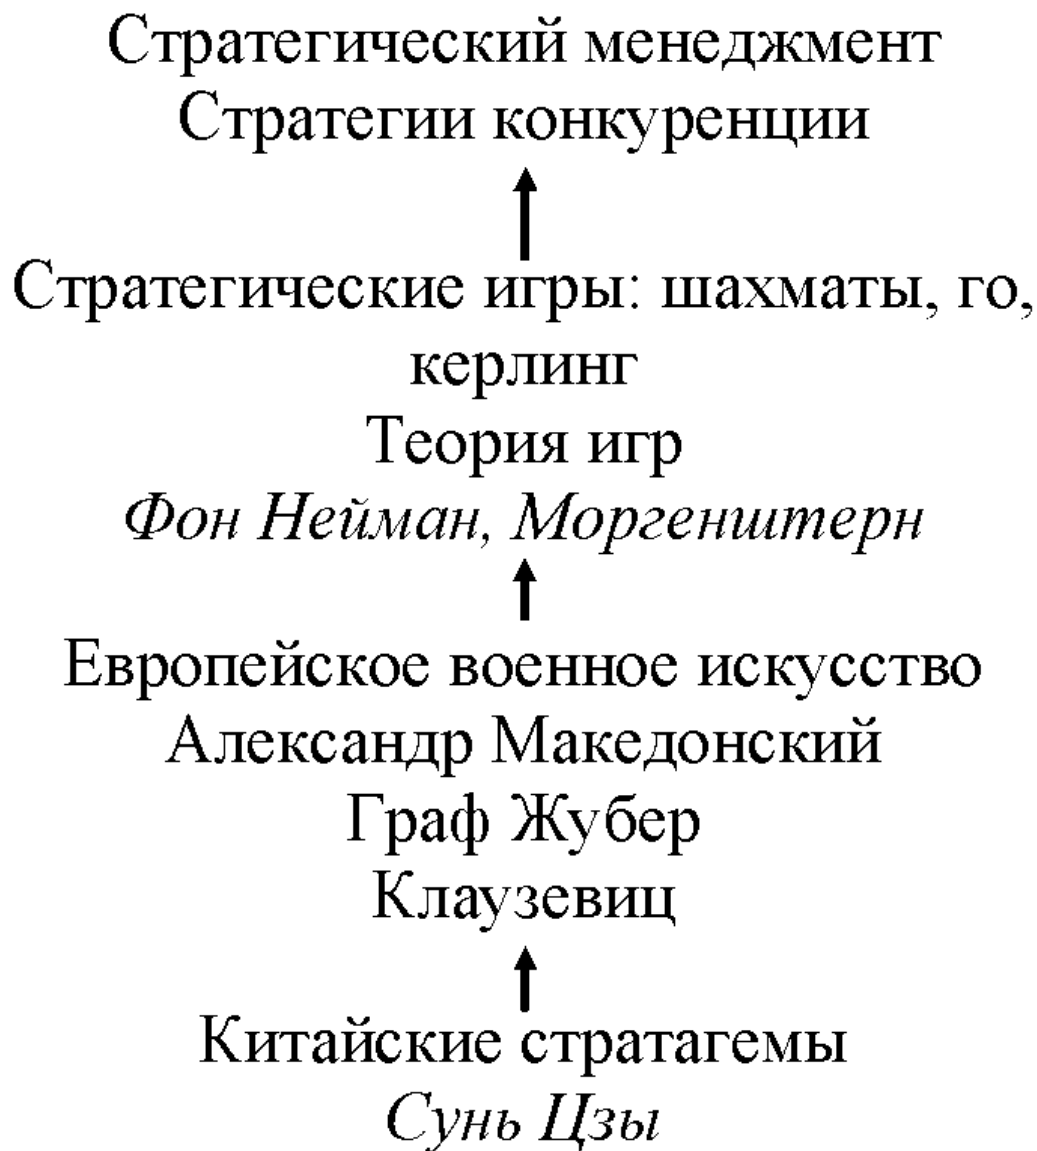 Стратегический менеджмент
Стратегии конкуренции
Стратегические игры: шахматы, го,
керлинг
Теория игр
Фон Нейман, Моргенштерн
Европейское военное искусство
Александр Македонский
Граф Жубер
Клаузевиц
Китайские стратагемы
Сунь Цзы